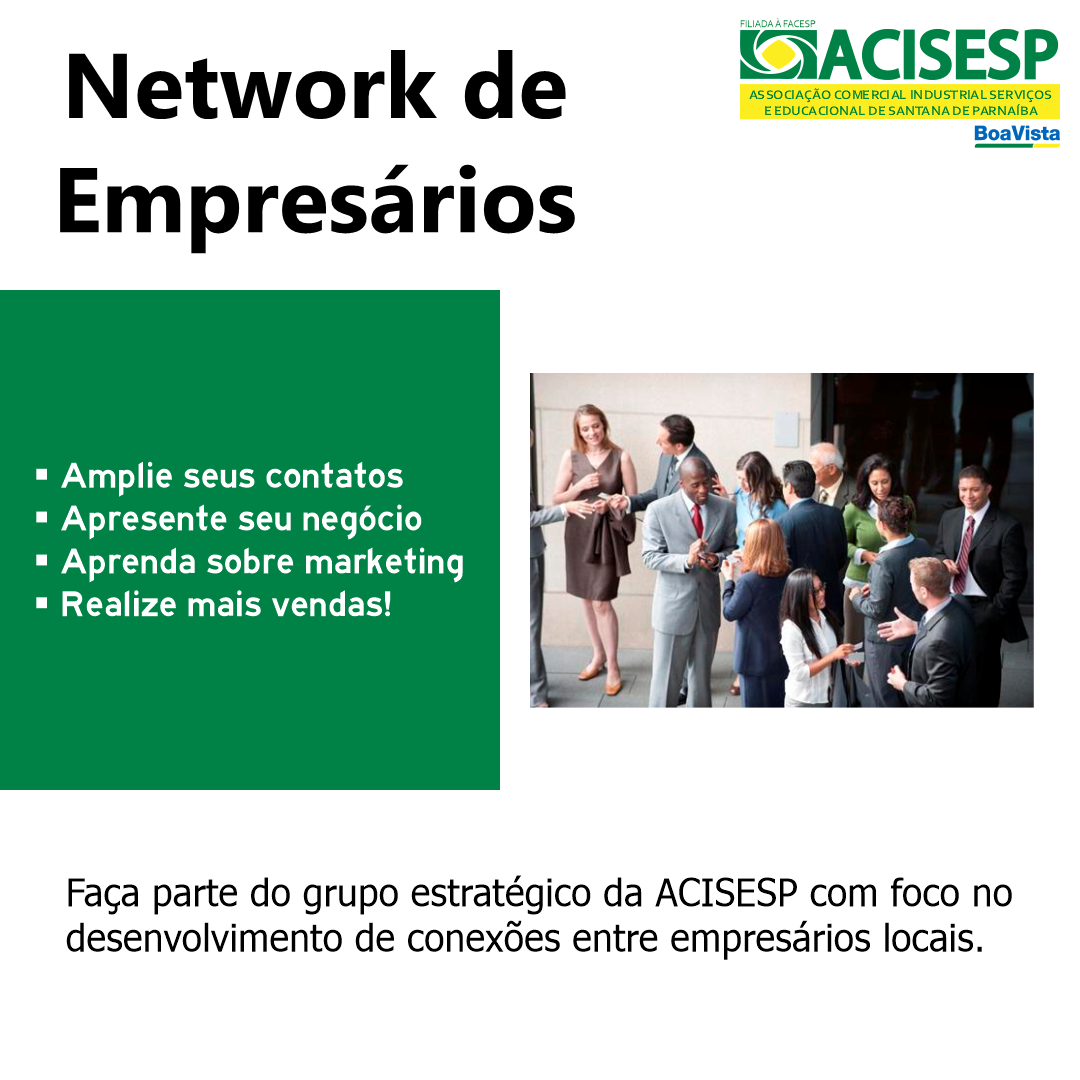 Network de
Empresários
FILIADA À FACESP
ACISESP
ASSOCIAÇÃO COMERCIAL INDUSTRIAL SERVIÇOS
E EDUCACIONAL DE SANTANA DE PARNAÍBA
BoaVista
▪ Amplie seus contatos
▪ Apresente seu negócio
▪ Aprenda sobre marketing
▪ Realize mais vendas!
Faça parte do grupo estratégico da ACISESP com foco no
desenvolvimento de conexões entre empresários locais.